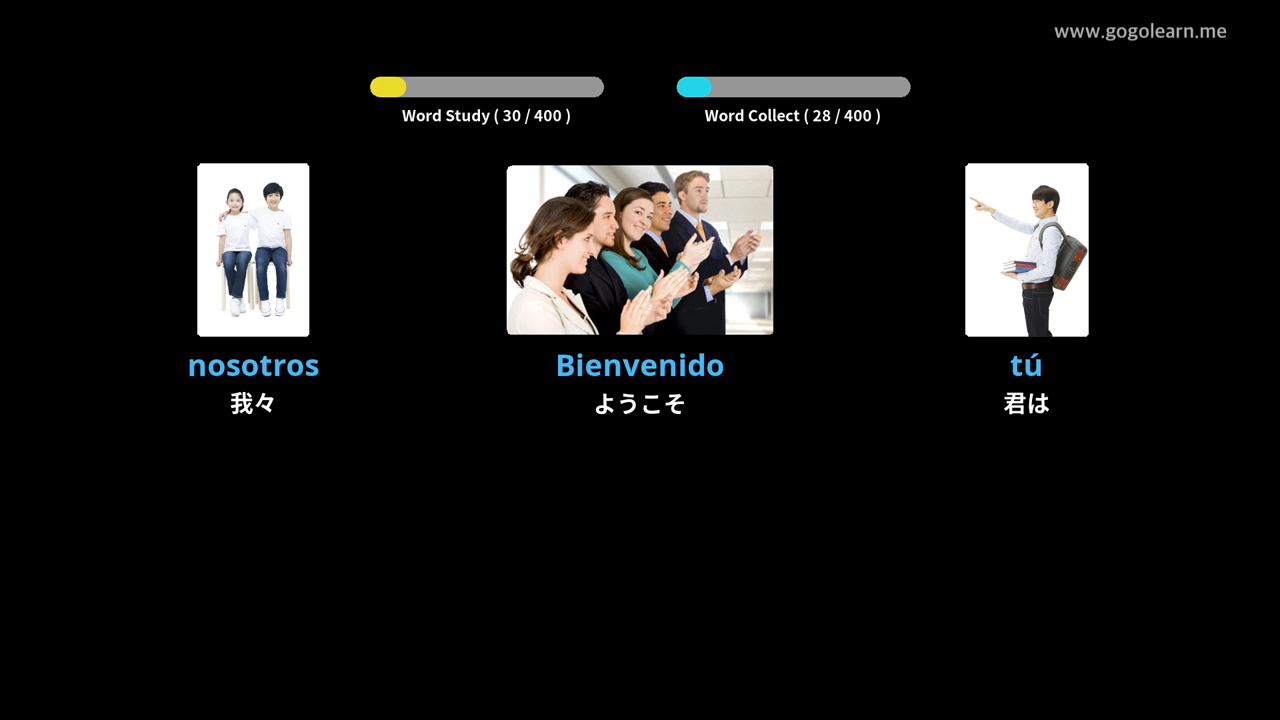 www.gogolearn.me
Word Study ( 30 / 400 )
Word Collect ( 28 / 400 )
nosotros
我々
Bienvenido
ようこそ
tú
君は